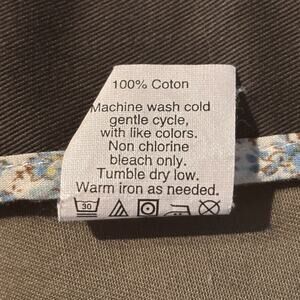 100% Coton
Machine wash cold
gentle cycle,
with like colors.
Non chlorine
bleach only.
Tumble dry low.
Warm iron as needed.
30